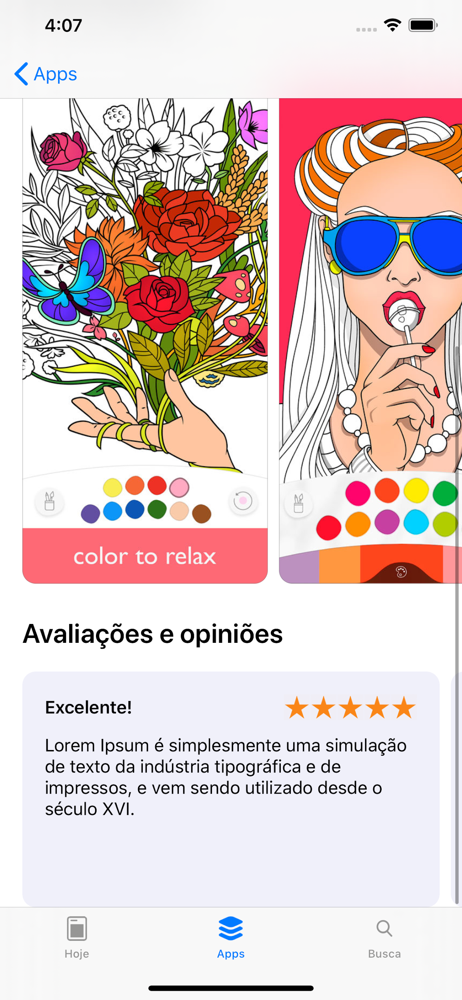 4:07
Apps
color to relax
Avaliações e opiniões
Excelente!
Lorem Ipsum é simplesmente uma simulação
de texto da indústria tipográfica e de
impressos, e vem sendo utilizado desde o
século XVI.
Hoje
Apps
Busca